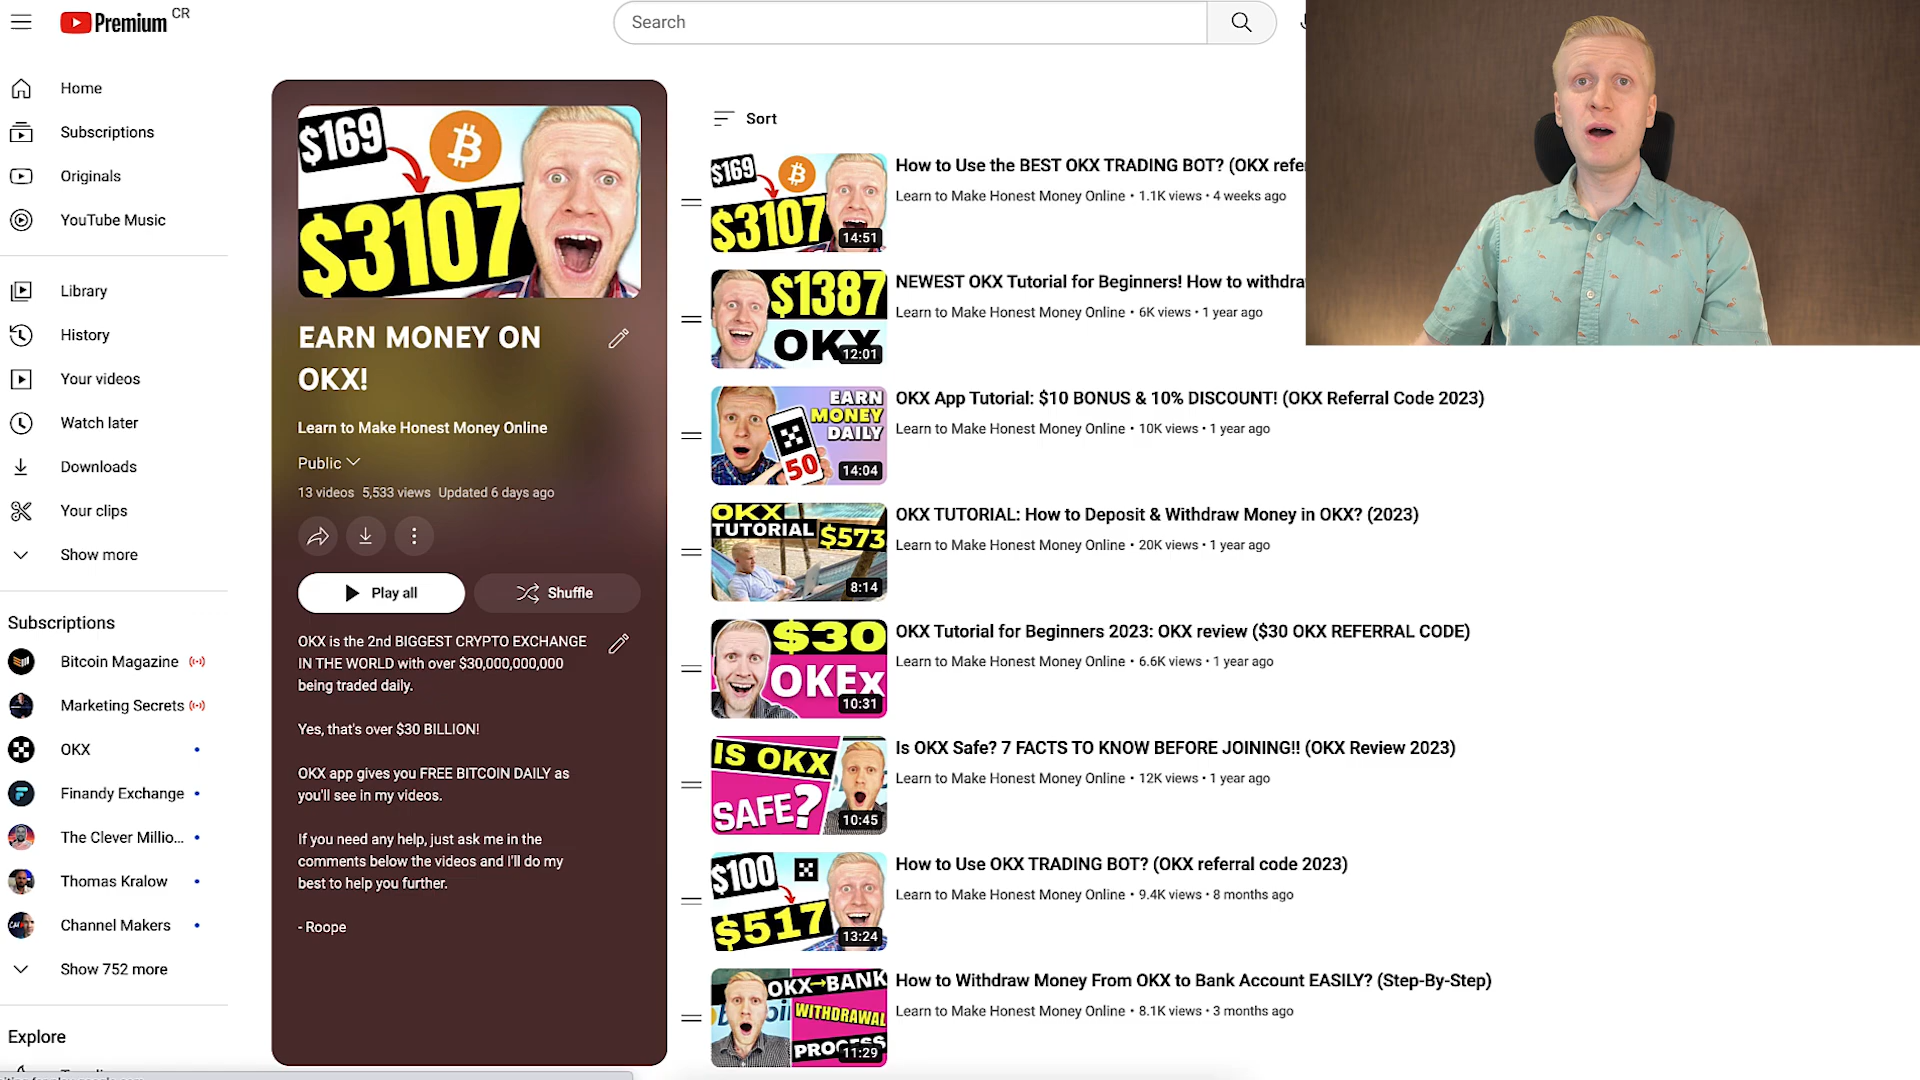 Premium CR
Search
Home
Subscriptions
Originals
YouTube Music
Library
History
Your videos
Watch later
Downloads
Your clips
Show more
Subscriptions
Bitcoin Magazine
Marketing Secrets
OKX
Finandy Exchange
The Clever Millio...
Thomas Kralow
Channel Makers
Show 752 more
Explore
$169
$3107
EARN MONEY ON
OKX!
Learn to Make Honest Money Online
Public
13 videos 5,533 views Updated 6 days ago
Play all
Shuffle
OKX is the 2nd BIGGEST CRYPTO EXCHANGE
IN THE WORLD with over $30,000,000,000
being traded daily.
Yes, that's over $30 BILLION!
OKX app gives you FREE BITCOIN DAILY as
you'll see in my videos.
If you need any help, just ask me in the
comments below the videos and I'll do my
best to help you further.
- Roope
Sort
$169
$3107
14:51
How to Use the BEST OKX TRADING BOT? (OKX refe
Learn to Make Honest Money Online • 1.1K views • 4 weeks ago
$1387
OKX
12:01
NEWEST OKX Tutorial for Beginners! How to withdra
Learn to Make Honest Money Online • 6K views • 1 year ago
EARN
MONEY
DAILY
50
14:04
OKX App Tutorial: $10 BONUS & 10% DISCOUNT! (OKX Referral Code 2023)
Learn to Make Honest Money Online • 10K views • 1 year ago
OKX
TUTORIAL
$573
8:14
OKX TUTORIAL: How to Deposit & Withdraw Money in OKX? (2023)
Learn to Make Honest Money Online • 20K views • 1 year ago
$30
OKEx
10:31
OKX Tutorial for Beginners 2023: OKX review ($30 OKX REFERRAL CODE)
Learn to Make Honest Money Online • 6.6K views • 1 year ago
IS OKX
SAFE?
10:45
Is OKX Safe? 7 FACTS TO KNOW BEFORE JOINING!! (OKX Review 2023)
Learn to Make Honest Money Online • 12K views • 1 year ago
$100
$517
13:24
How to Use OKX TRADING BOT? (OKX referral code 2023)
Learn to Make Honest Money Online • 9.4K views • 8 months ago
OKX→BANK
WITHDRAWAL
PROCESS
11:29
How to Withdraw Money From OKX to Bank Account EASILY? (Step-By-Step)
Learn to Make Honest Money Online • 8.1K views • 3 months ago